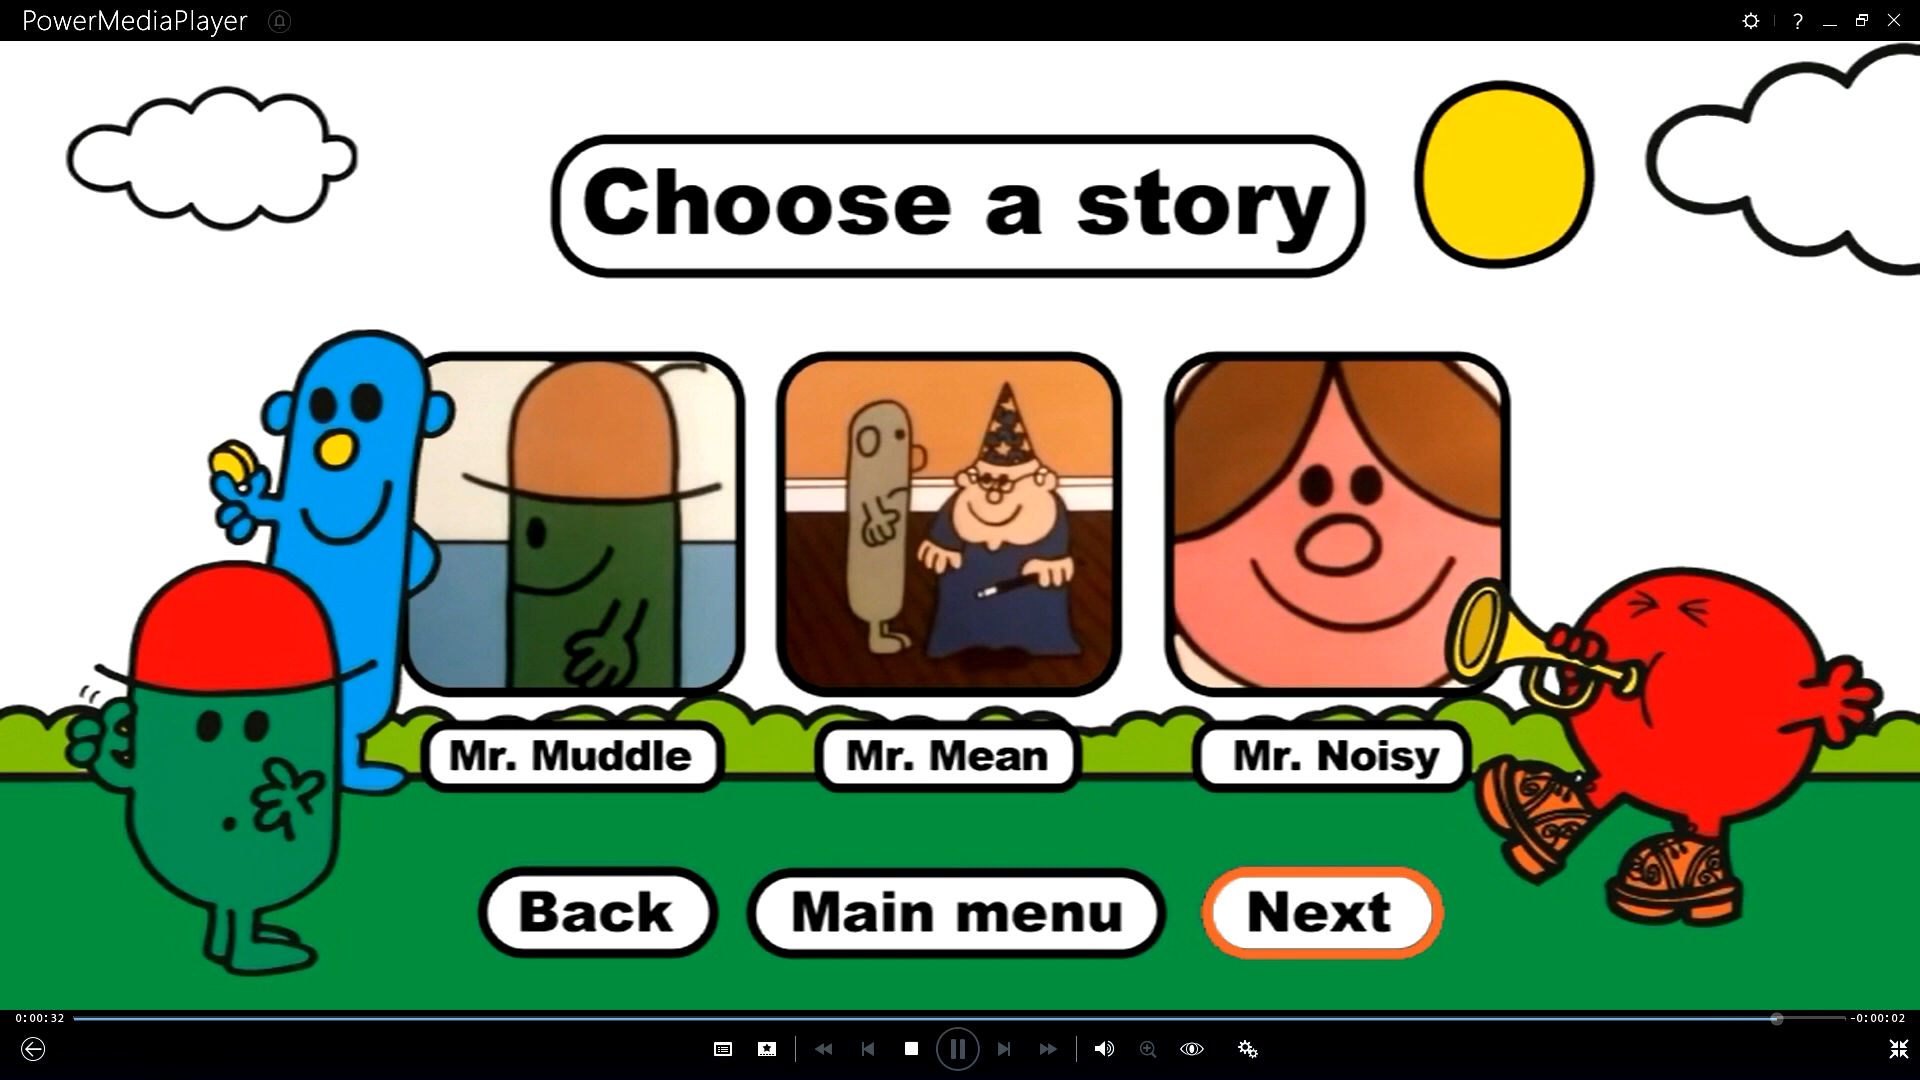 PowerMediaPlayer
?
Choose a story
Mr. Muddle
Mr. Mean
Mr. Noisy
Back
Main menu
Next
0:00:32
-0:00:02